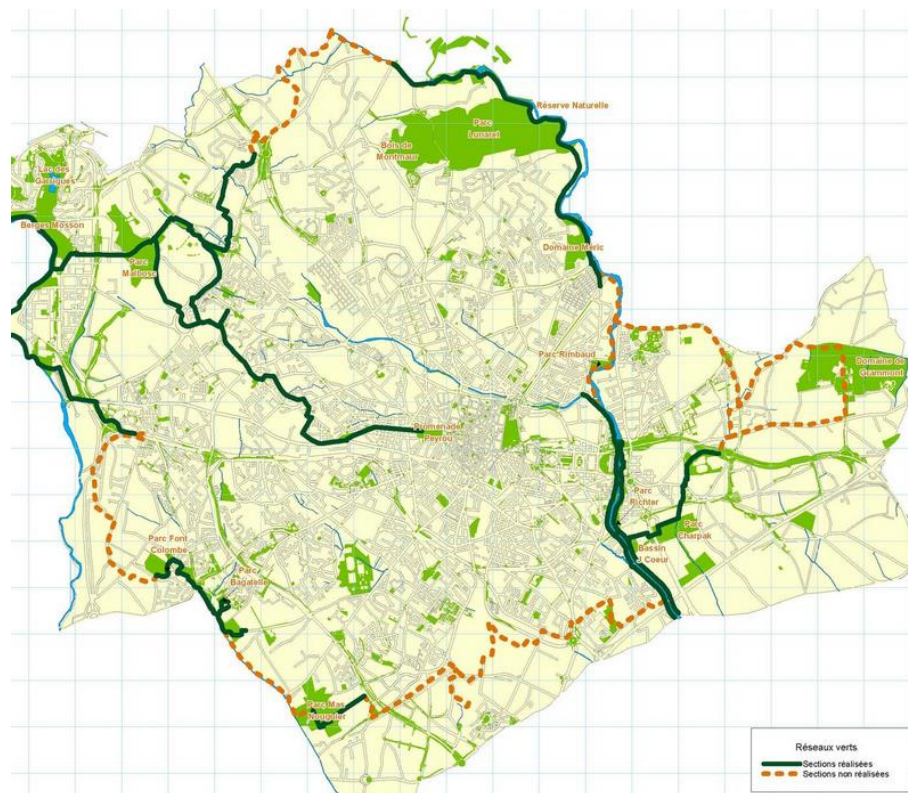 Réserve Naturelle
Parc
Lunaret
Bois de
Montmaur
Lac des
Garrigues
Berges Mosson
Parc
Malbosc
Domaine Méric
Parc Rimbaud
Domaine de
Grammont
Promenade
Peyrou
Parc
Richter
Parc
Charpak
Bassin
J Coeur
Parc Font
Colombe
Parc
Bagatelle
Parc Mas
Nouguier
Réseaux verts
Sections réalisées
Sections non réalisées